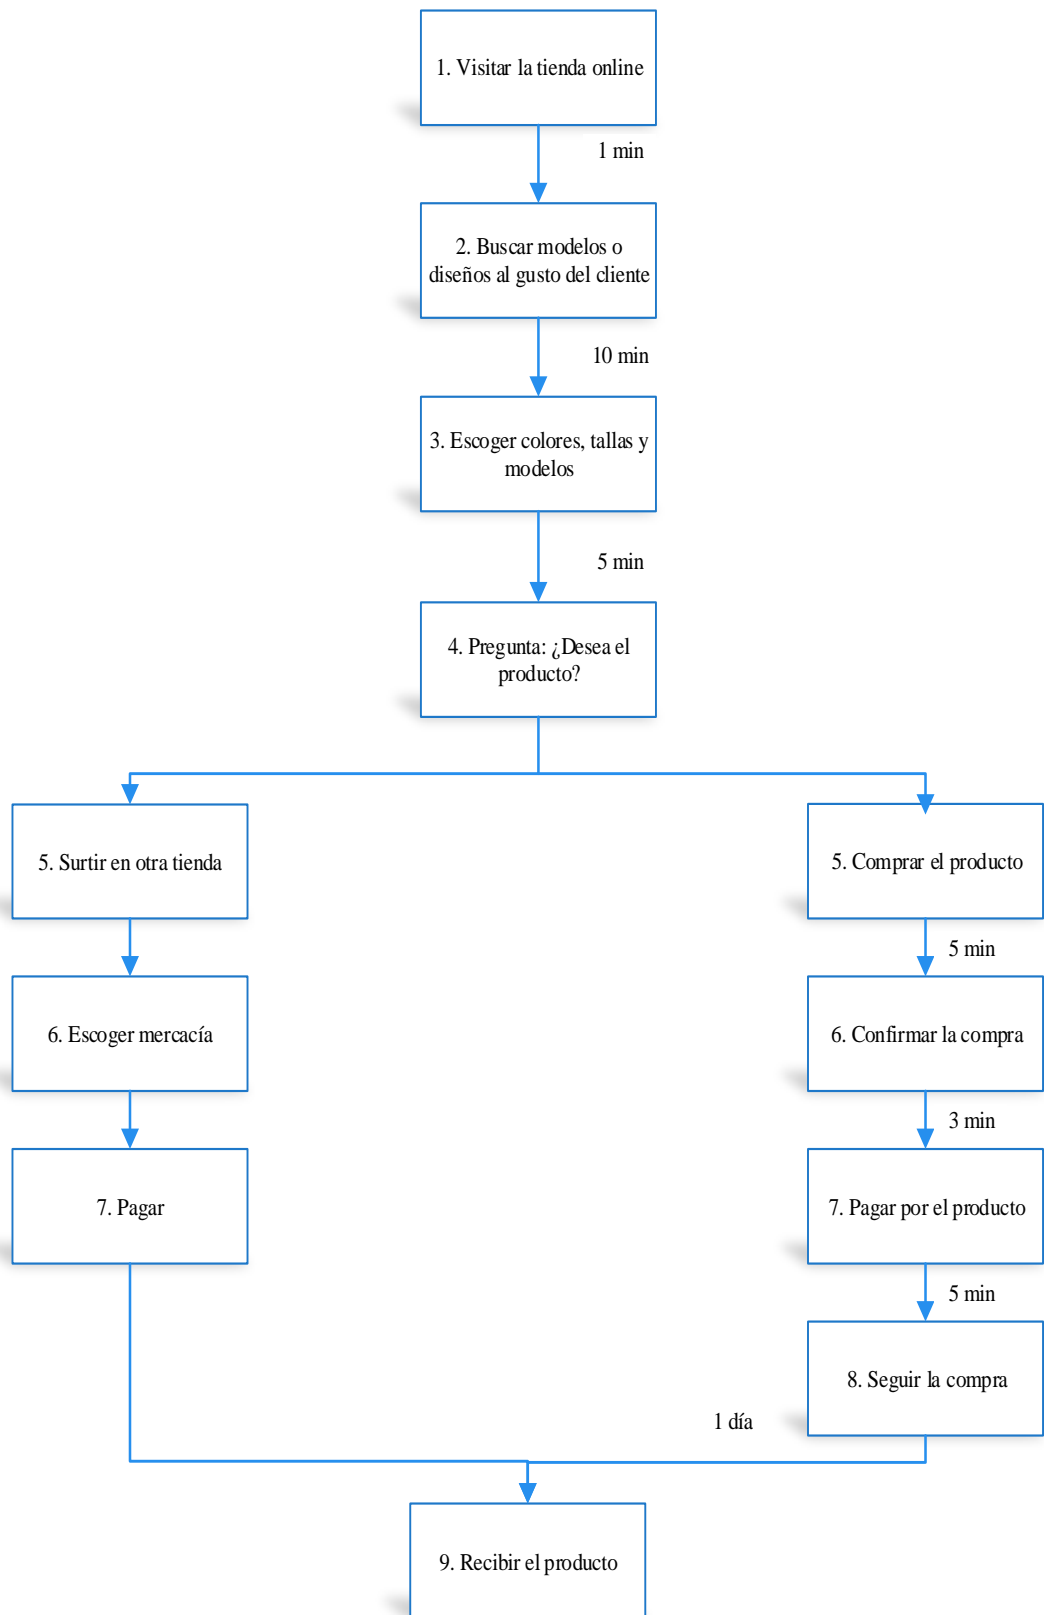 1. Visitar la tienda online
1 min
2. Buscar modelos o
diseños al gusto del cliente
10 min
3. Escoger colores, tallas y
modelos
5 min
4. Pregunta: ¿Desea el
producto?
5. Surtir en otra tienda
5. Comprar el producto
5 min
6. Escoger mercacía
6. Confirmar la compra
3 min
7. Pagar
7. Pagar por el producto
5 min
8. Seguir la compra
1 día
9. Recibir el producto